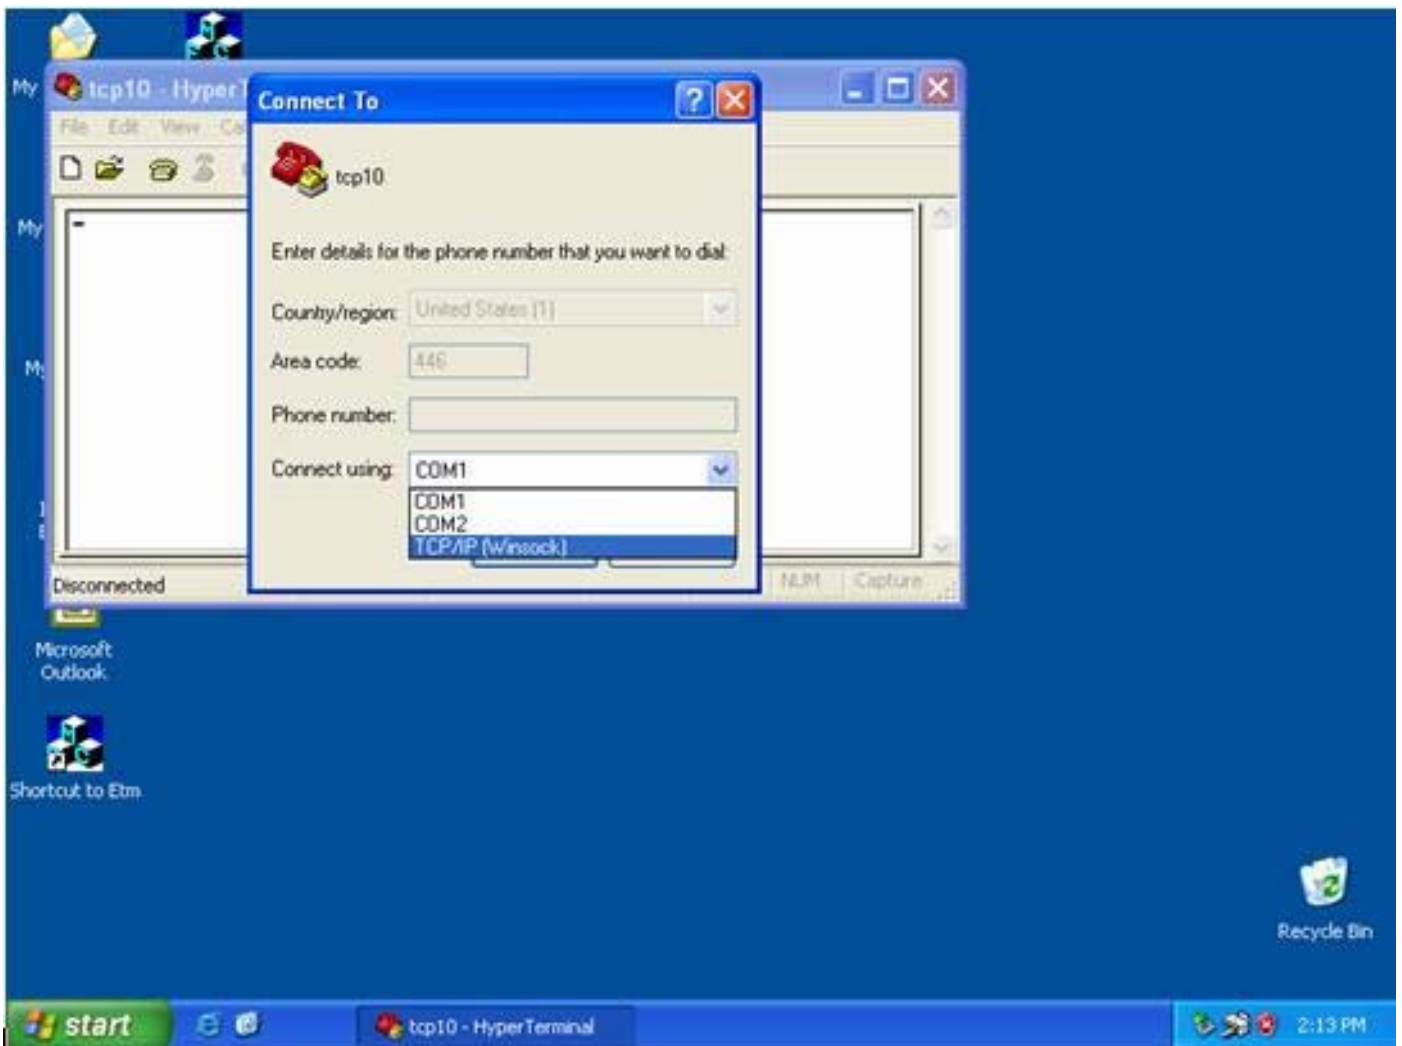 My
tcp10 - HyperT
File Edit View Ca
Connect To
tcp10
Enter details for the phone number that you want to dial:
Country/region: United States (1)
Area code: 446
Phone number:
Connect using: COM1
COM1
COM2
TCP/IP (Winsock)
My
My
Disconnected
NUM Capture
Microsoft
Outlook
Shortcut to Etm
Recycle Bin
start
tcp10 - HyperTerminal
2:13 PM